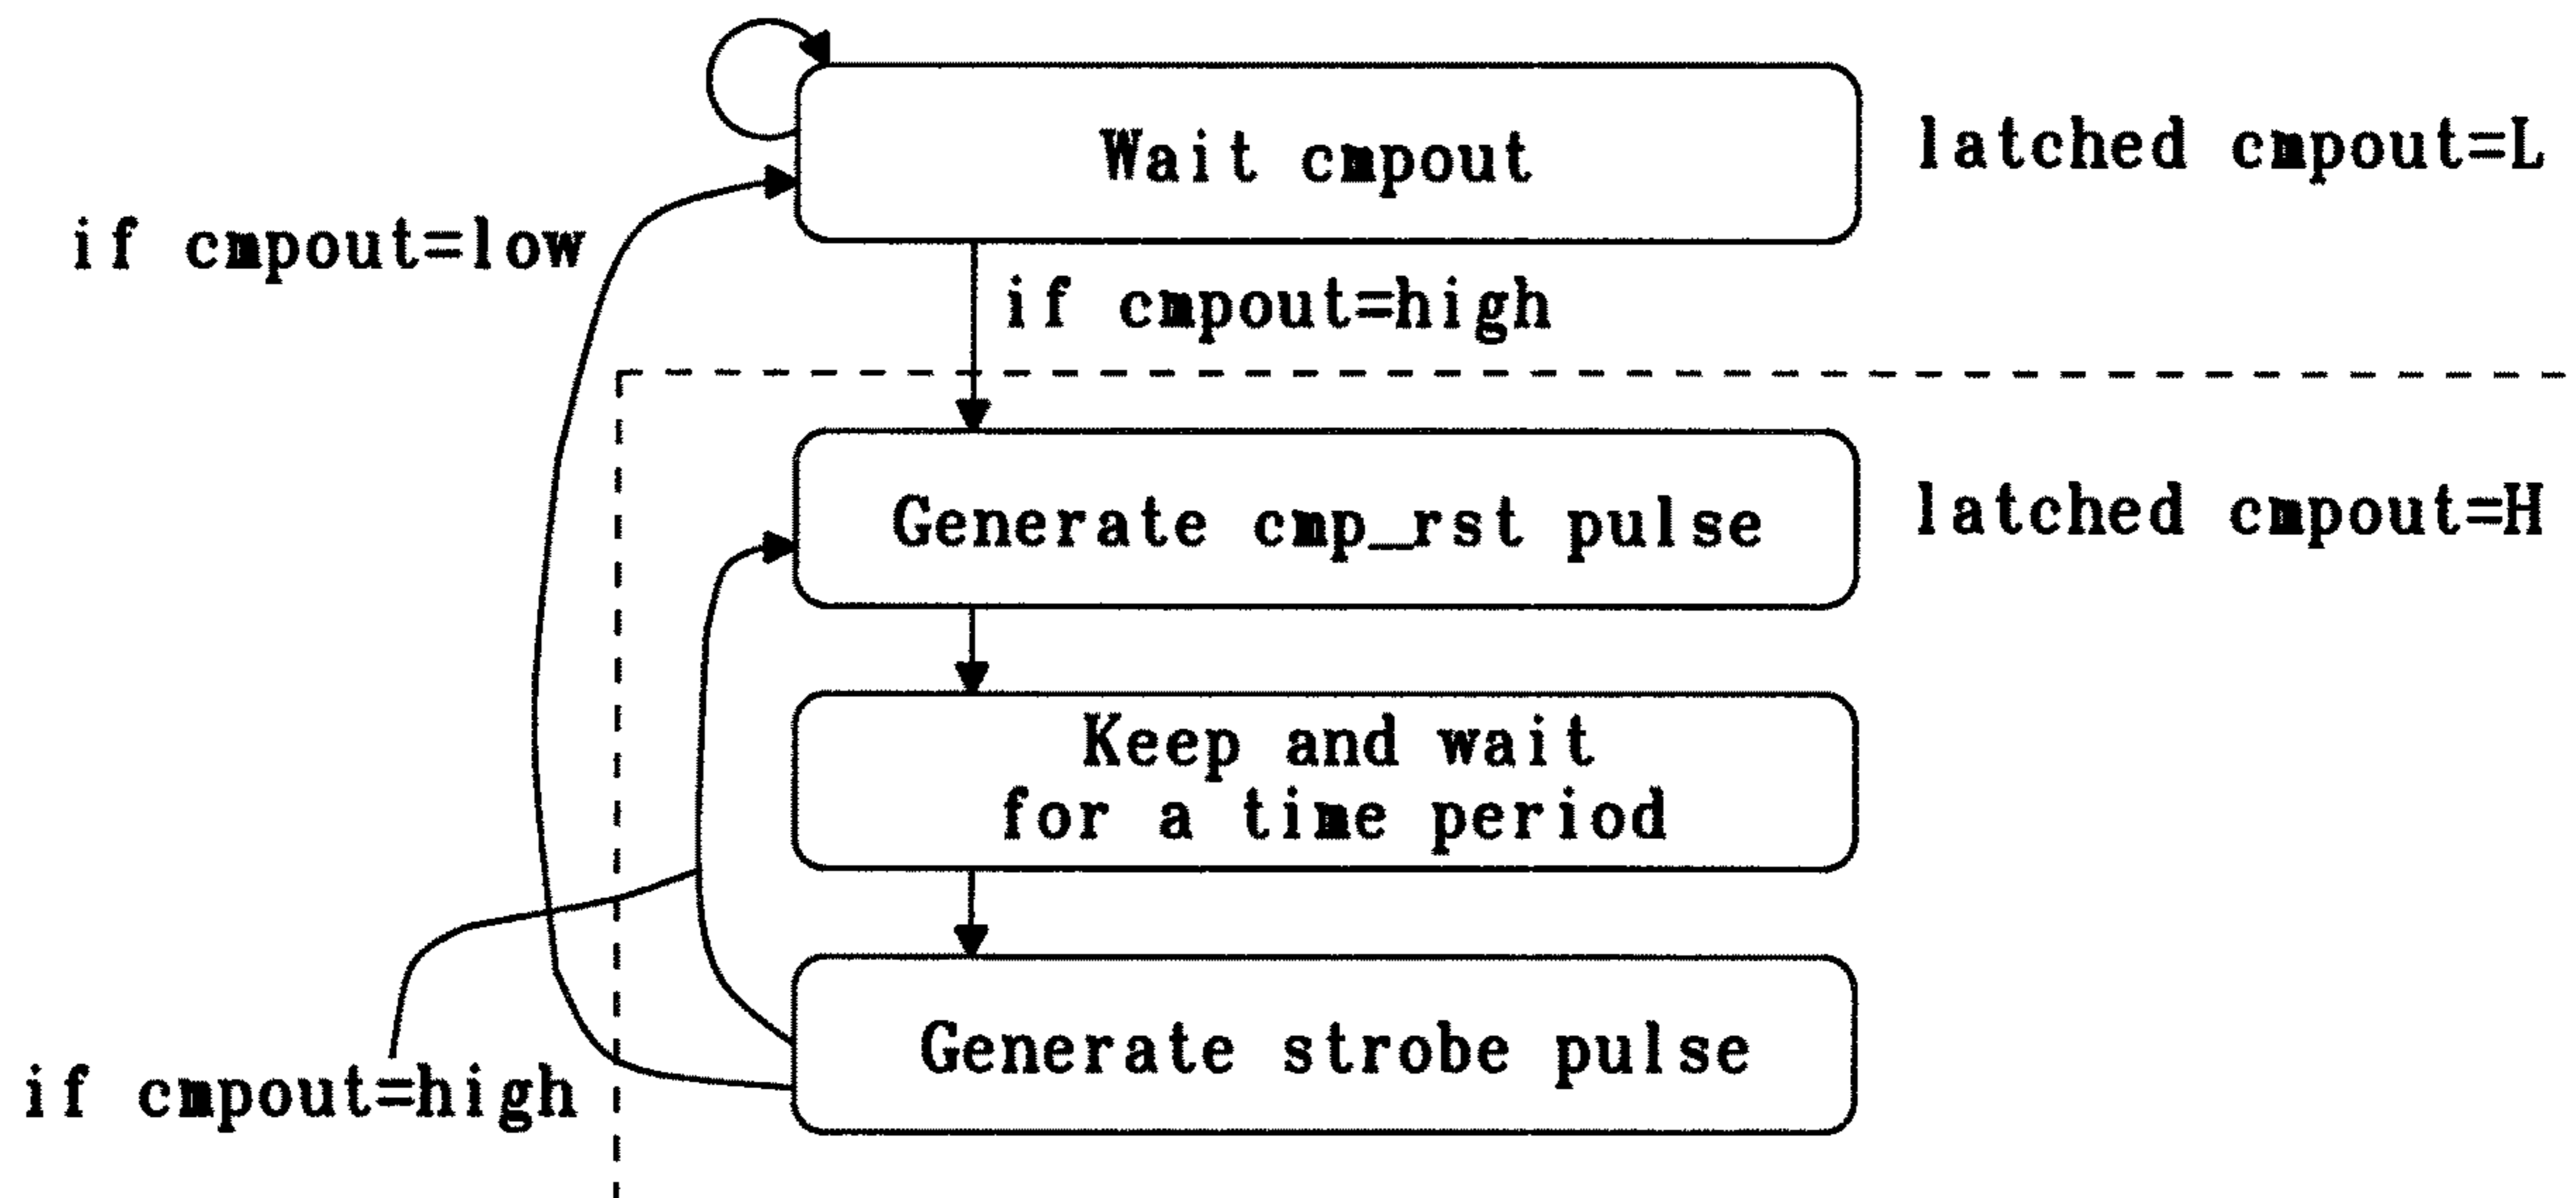 Wait cmpout
latched cmpout=L
if cmpout=low
if cmpout=high
Generate cmp_rst pulse
latched cmpout=H
Keep and wait
for a time period
Generate strobe pulse
if cmpout=high